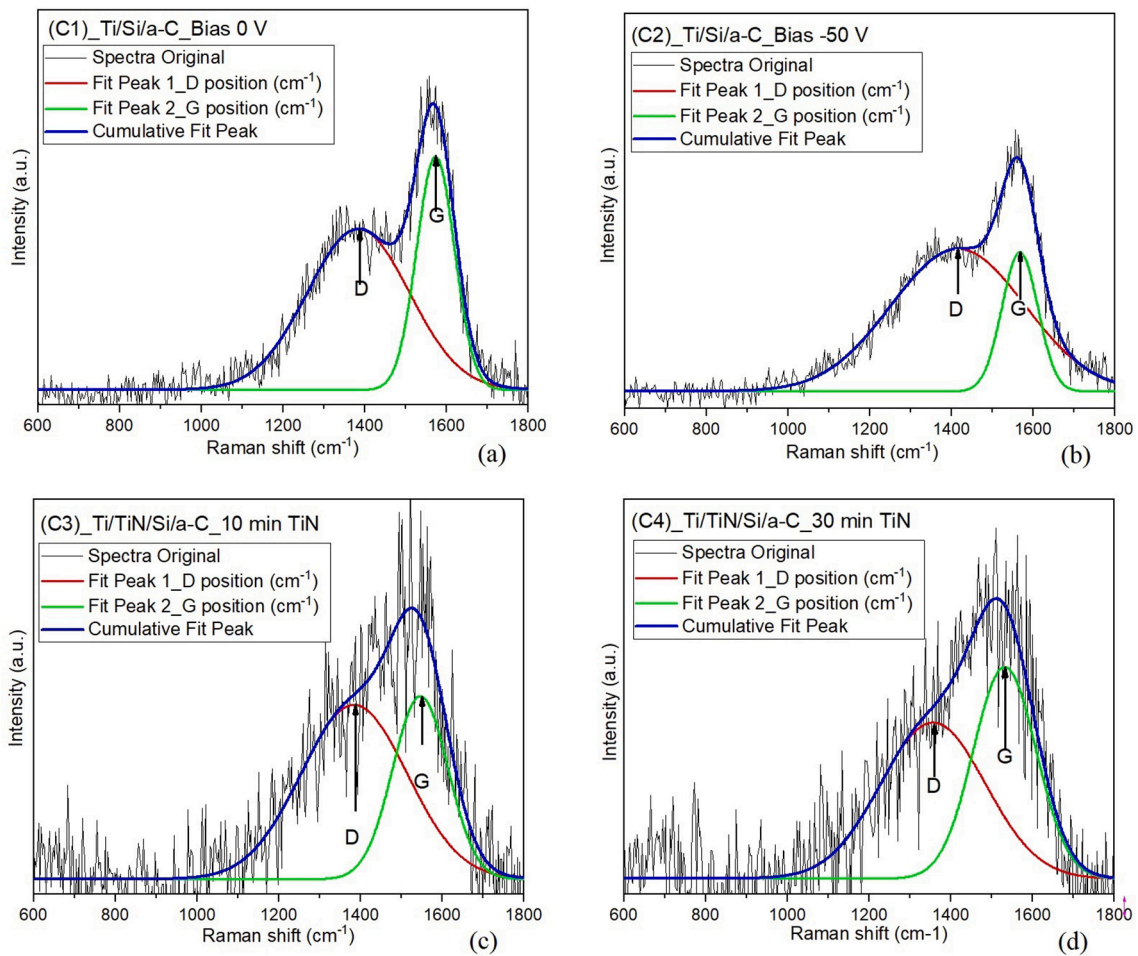 (C1)_Ti/Si/a-C_Bias 0 V
Spectra Original
Fit Peak 1_D position (cm-1)
Fit Peak 2_G position (cm-1)
Cumulative Fit Peak
G
D
Intensity (a.u.)
600 800 1000 1200 1400 1600 1800
Raman shift (cm-1)
(a)
(C2)_Ti/Si/a-C_Bias -50 V
Spectra Original
Fit Peak 1_D position (cm-1)
Fit Peak 2_G position (cm-1)
Cumulative Fit Peak
D
G
Intensity (a.u.)
600 800 1000 1200 1400 1600 1800
Raman shift (cm-1)
(b)
(C3)_Ti/TiN/Si/a-C_10 min TiN
Spectra Original
Fit Peak 1_D position (cm-1)
Fit Peak 2_G position (cm-1)
Cumulative Fit Peak
G
D
Intensity (a.u.)
600 800 1000 1200 1400 1600 1800
Raman shift (cm-1)
(c)
(C4)_Ti/TiN/Si/a-C_30 min TiN
Spectra Original
Fit Peak 1_D position (cm-1)
Fit Peak 2_G position (cm-1)
Cumulative Fit Peak
G
D
Intensity (a.u.)
600 800 1000 1200 1400 1600 1800
Raman shift (cm-1)
(d)